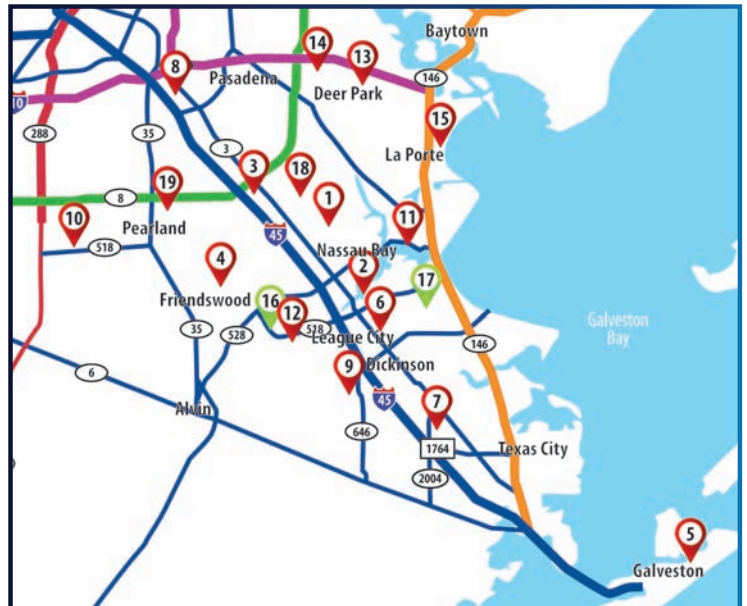 Baytown
14
13
8
Pasadena
146
Deer Park
10
15
288
35
3
La Porte
3
18
19
1
8
10
11
45
Pearland
518
Nassau Bay
4
2
17
Friendswood
16
6
12
518
Galveston
Bay
35
528
League City
146
9
Dickinson
6
45
7
Alvin
646
1764
Texas City
2004
5
Galveston